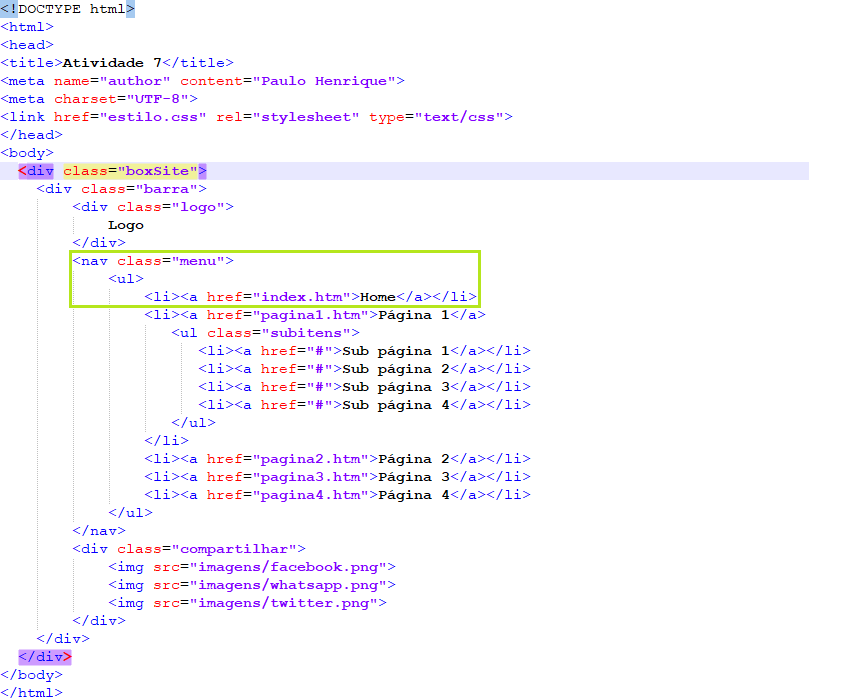 <!DOCTYPE html>
<html>
<head>
<title>Atividade 7</title>
<meta name="author" content="Paulo Henrique">
<meta charset="UTF-8">
<link href="estilo.css" rel="stylesheet" type="text/css">
</head>
<body>
<div class="boxSite">
<div class="barra">
<div class="logo">
Logo
</div>
<nav class="menu">
<ul>
<li><a href="index.htm">Home</a></li>
<li><a href="pagina1.htm">Página 1</a>
<ul class="subitens">
<li><a href="#">Sub página 1</a></li>
<li><a href="#">Sub página 2</a></li>
<li><a href="#">Sub página 3</a></li>
<li><a href="#">Sub página 4</a></li>
</ul>
</li>
<li><a href="pagina2.htm">Página 2</a></li>
<li><a href="pagina3.htm">Página 3</a></li>
<li><a href="pagina4.htm">Página 4</a></li>
</ul>
</nav>
<div class="compartilhar">
<img src="imagens/facebook.png">
<img src="imagens/whatsapp.png">
<img src="imagens/twitter.png">
</div>
</div>
</div>
</body>
</html>